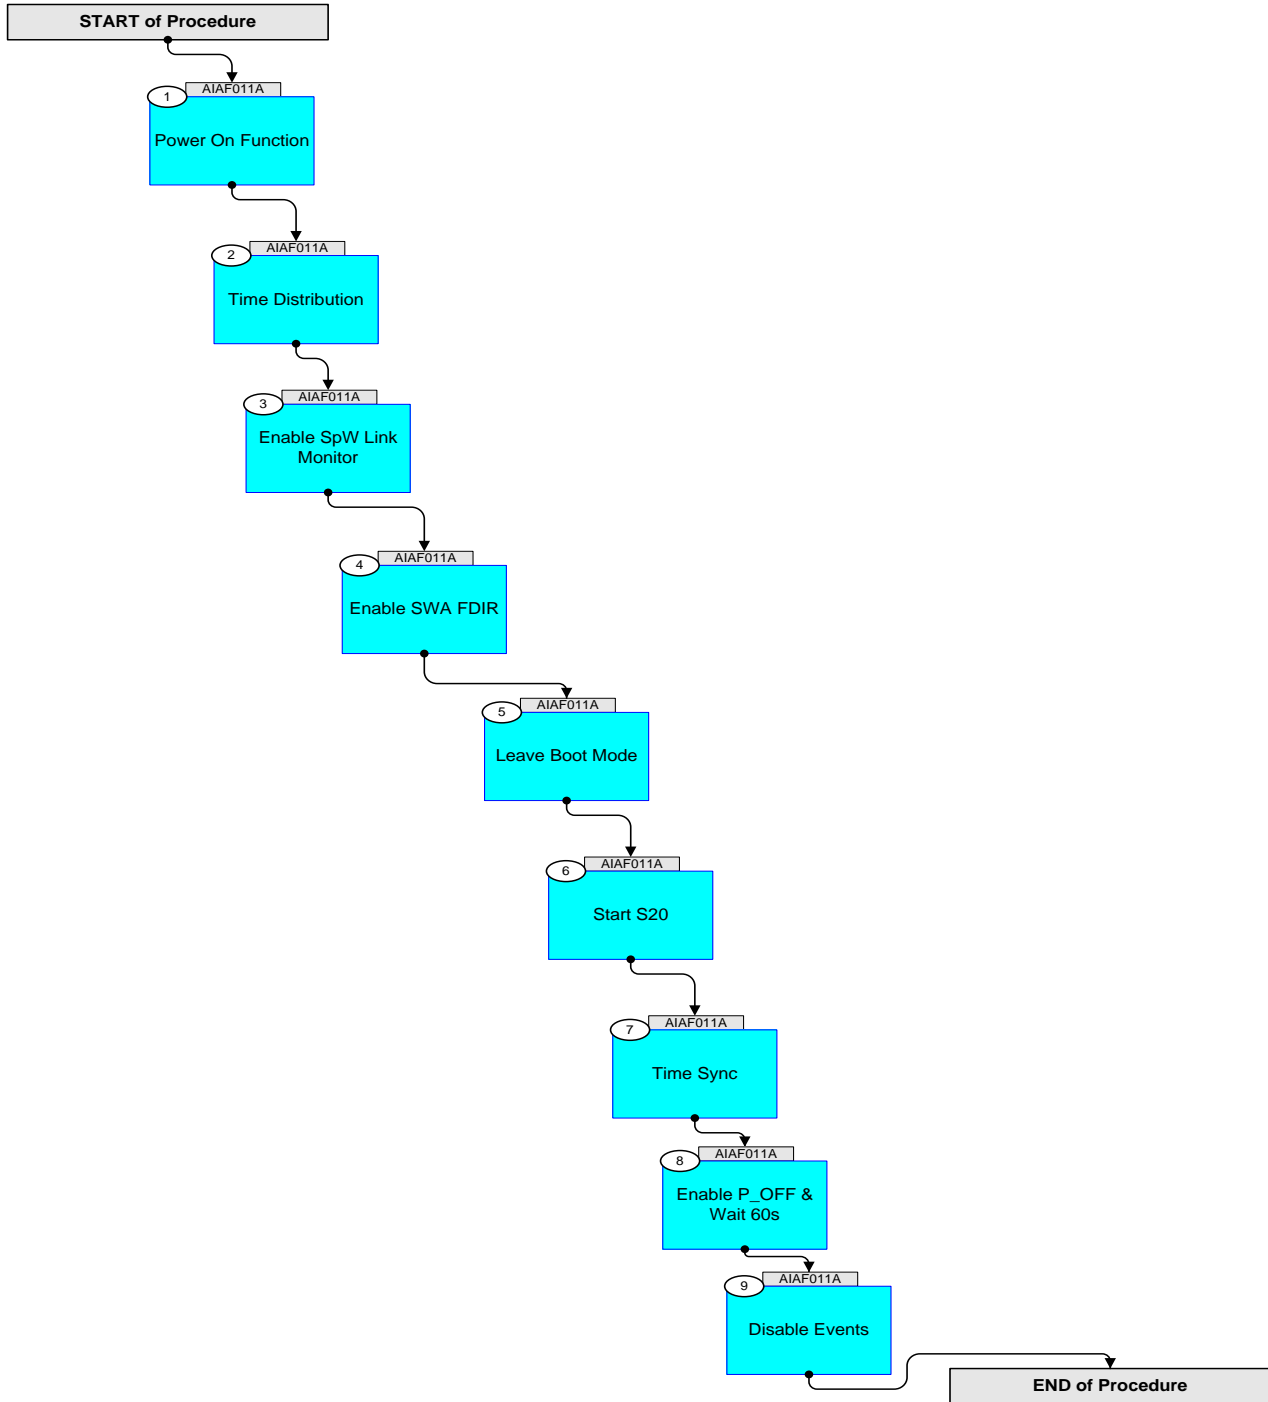 START of Procedure
AIAF011A
1
Power On Function
AIAF011A
2
Time Distribution
AIAF011A
3
Enable SpW Link
Monitor
AIAF011A
4
Enable SWA FDIR
AIAF011A
5
Leave Boot Mode
AIAF011A
6
Start S20
AIAF011A
7
Time Sync
AIAF011A
8
Enable P_OFF &
Wait 60s
AIAF011A
9
Disable Events
END of Procedure